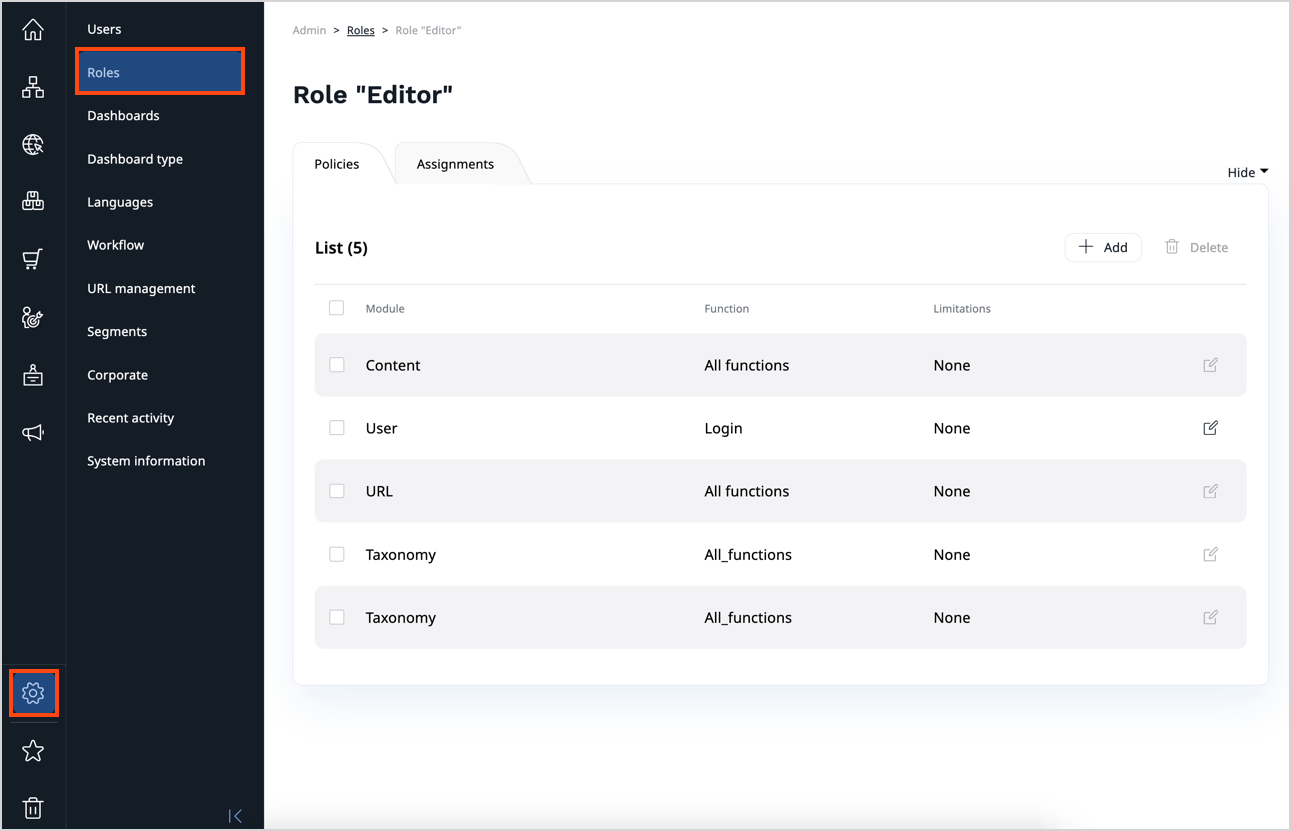 Users
Roles
Dashboards
Dashboard type
Languages
Workflow
URL management
Segments
Corporate
Recent activity
System information
Admin > Roles > Role "Editor"
Role "Editor"
Policies Assignments
Hide
List (5) Add Delete
Module Function Limitations
Content All functions None
User Login None
URL All functions None
Taxonomy All_functions None
Taxonomy All_functions None